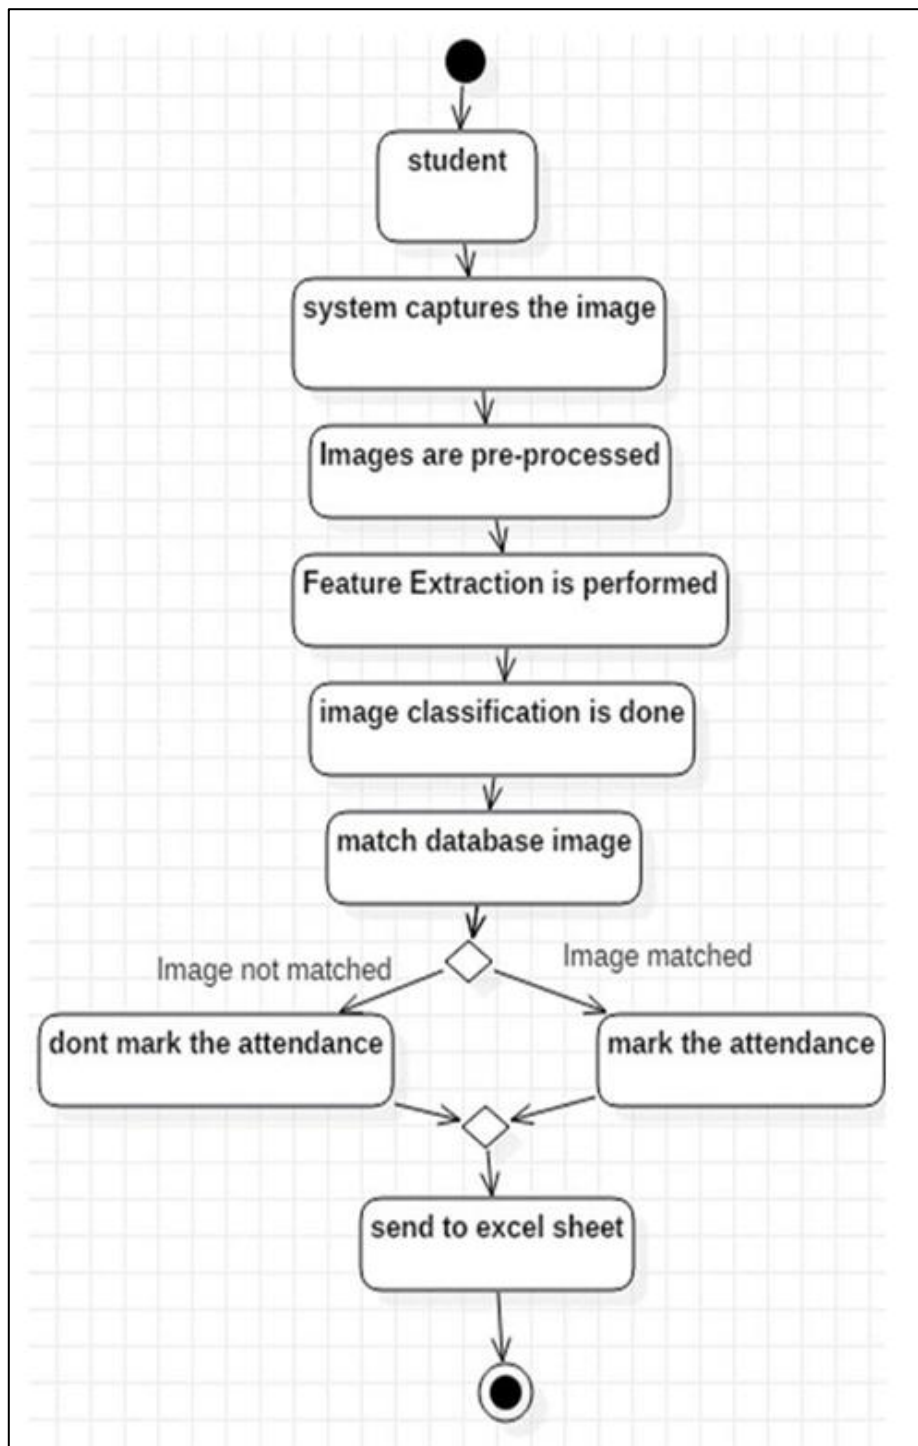 student
system captures the image
Images are pre-processed
Feature Extraction is performed
image classification is done
match database image
Image not matched
Image matched
dont mark the attendance
mark the attendance
send to excel sheet